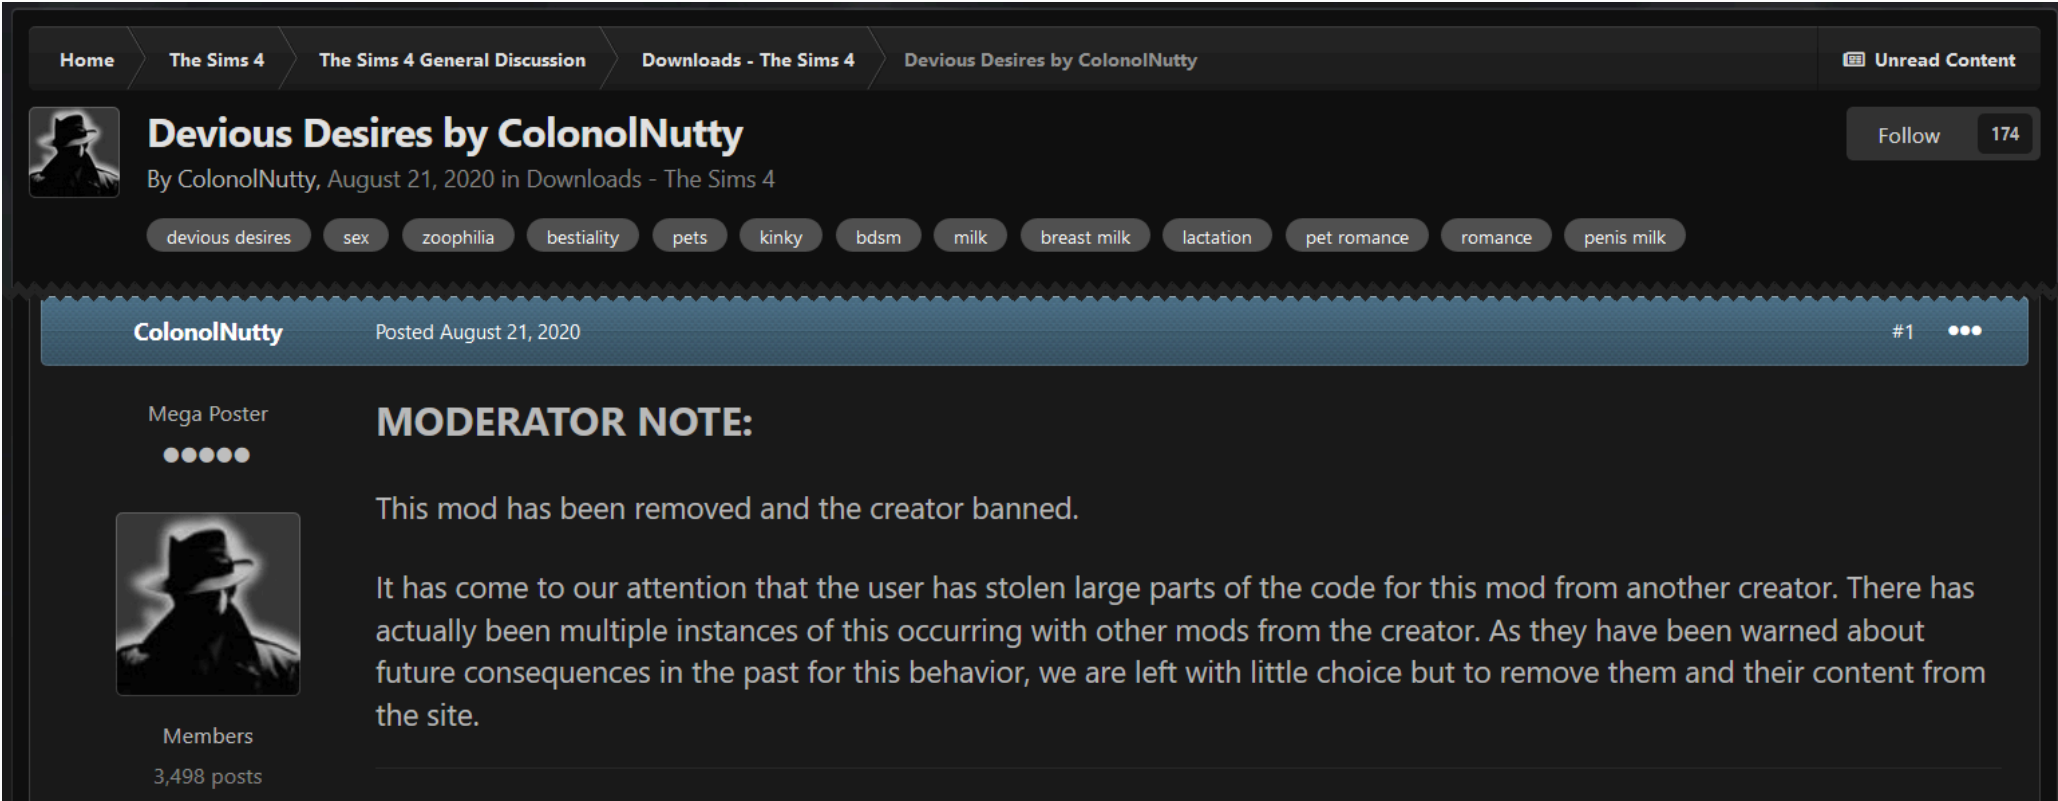 Home The Sims 4 The Sims 4 General Discussion Downloads - The Sims 4 Devious Desires by ColonolNutty Unread Content
Devious Desires by ColonolNutty
Follow 174
By ColonolNutty, August 21, 2020 in Downloads - The Sims 4
devious desires sex zoophilia bestiality pets kinky bdsm milk breast milk lactation pet romance romance penis milk
ColonolNutty Posted August 21, 2020 #1
Mega Poster
Members
3,498 posts
MODERATOR NOTE:
This mod has been removed and the creator banned.
It has come to our attention that the user has stolen large parts of the code for this mod from another creator. There has
actually been multiple instances of this occurring with other mods from the creator. As they have been warned about
future consequences in the past for this behavior, we are left with little choice but to remove them and their content from
the site.